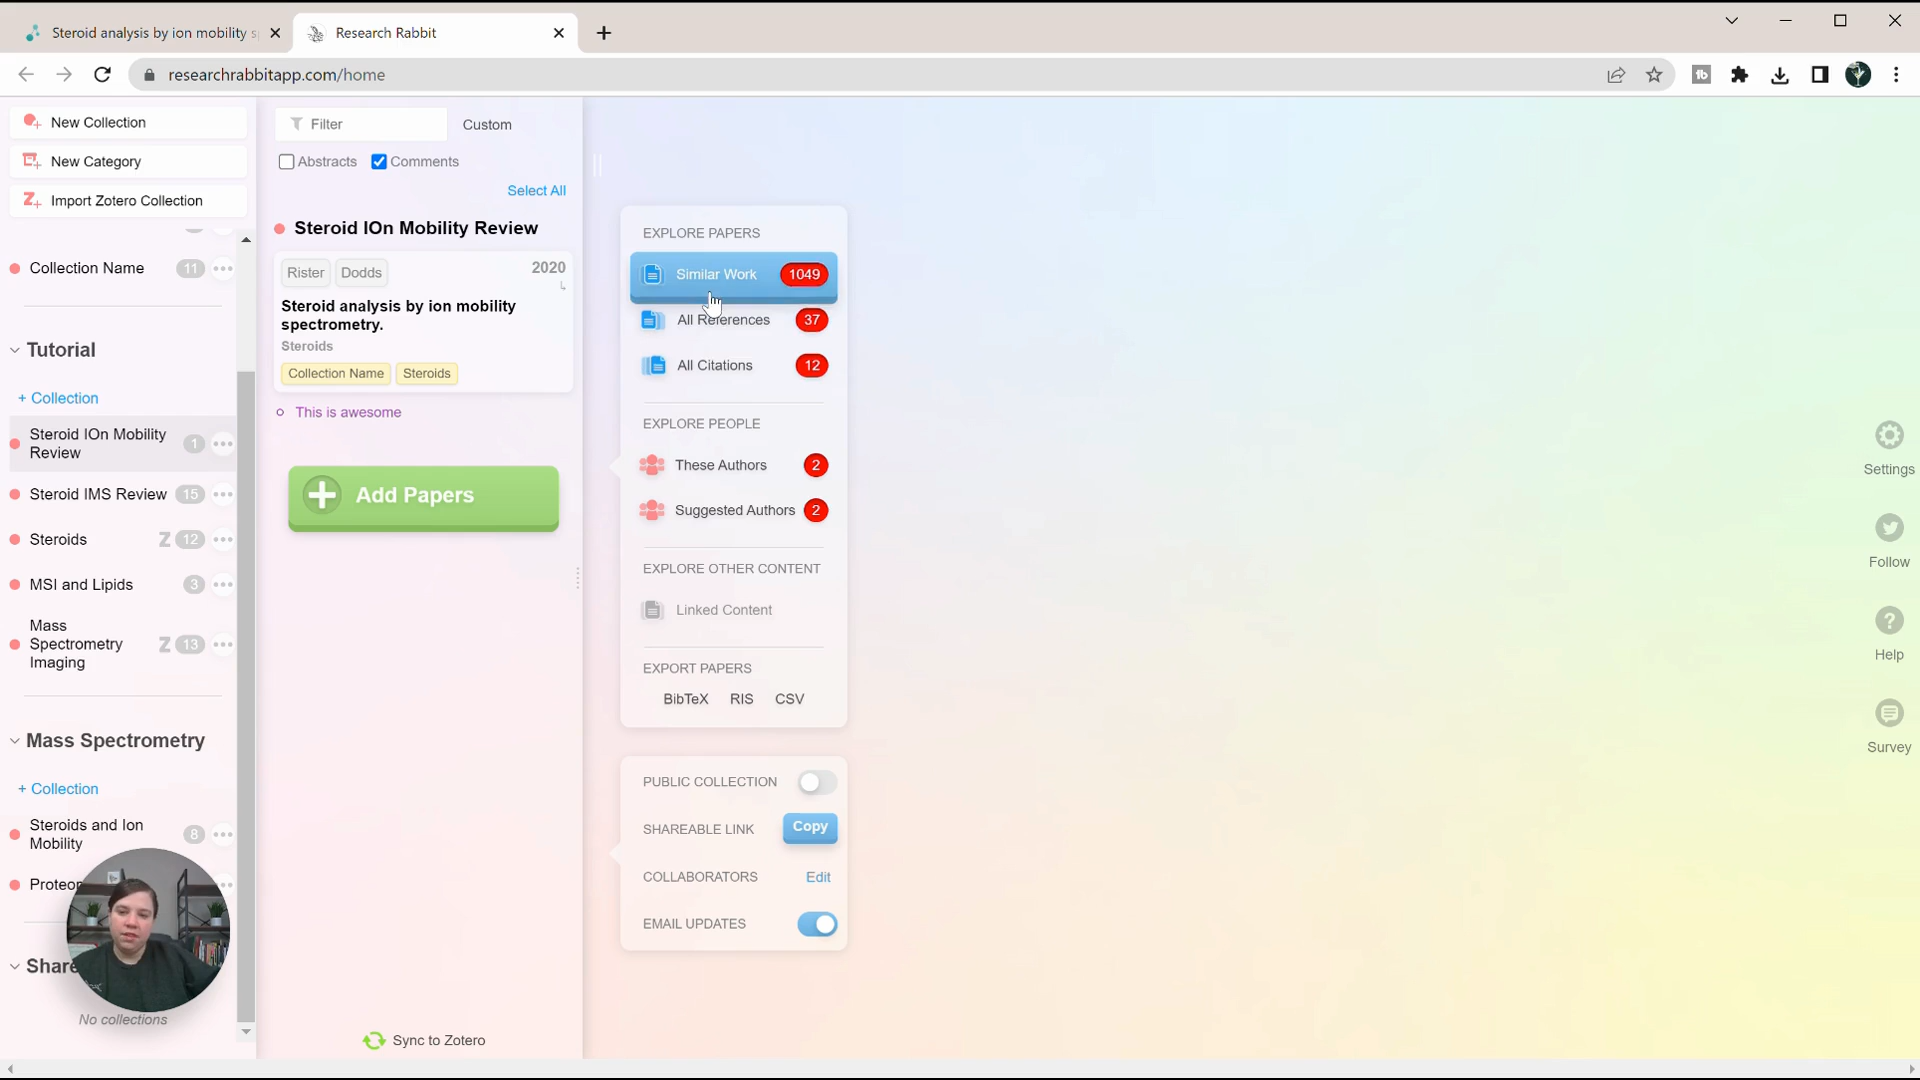 Steroid analysis by ion mobility s
Research Rabbit
researchrabbitapp.com/home
New Collection
New Category
Import Zotero Collection
Collection Name 11
Tutorial
+ Collection
Steroid IOn Mobility
Review
1
Steroid IMS Review 15
Steroids Z 12
MSI and Lipids 3
Mass
Spectrometry
Imaging
Z 13
Mass Spectrometry
+ Collection
Steroids and Ion
Mobility
8
Proteo
Share
No collections
Filter
Custom
Abstracts
Comments
Select All
Steroid IOn Mobility Review
Rister Dodds 2020
Steroid analysis by ion mobility
spectrometry.
Steroids
Collection Name Steroids
This is awesome
Add Papers
Sync to Zotero
EXPLORE PAPERS
Similar Work 1049
All References 37
All Citations 12
EXPLORE PEOPLE
These Authors 2
Suggested Authors 2
EXPLORE OTHER CONTENT
Linked Content
EXPORT PAPERS
BibTeX RIS CSV
PUBLIC COLLECTION
SHAREABLE LINK Copy
COLLABORATORS Edit
EMAIL UPDATES
Settings
Follow
Help
Survey